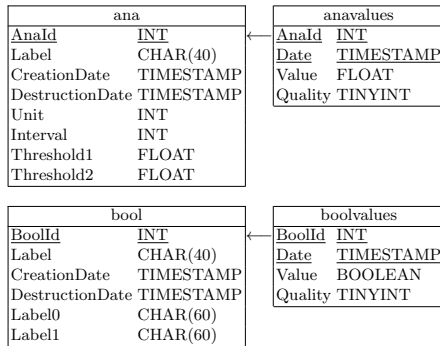 ana
AnaId INT
Label CHAR(40)
CreationDate TIMESTAMP
DestructionDate TIMESTAMP
Unit INT
Interval INT
Threshold1 FLOAT
Threshold2 FLOAT
anavalues
AnaId INT
Date TIMESTAMP
Value FLOAT
Quality TINYINT
bool
BoolId INT
Label CHAR(40)
CreationDate TIMESTAMP
DestructionDate TIMESTAMP
Label0 CHAR(60)
Label1 CHAR(60)
boolvalues
BoolId INT
Date TIMESTAMP
Value BOOLEAN
Quality TINYINT